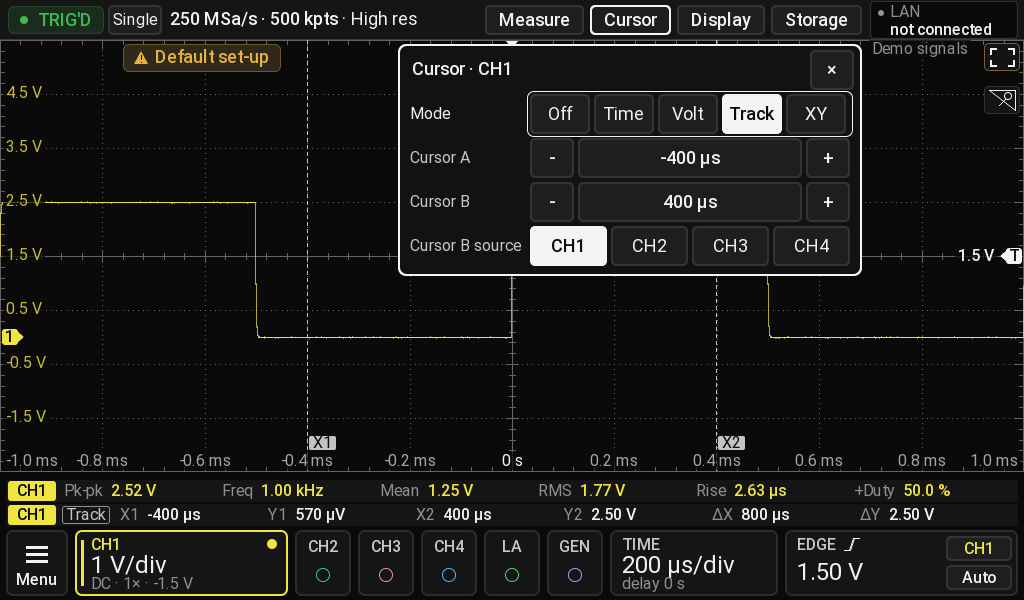 TRIG'D Single 250 MSa/s · 500 kpts · High res Measure Cursor Display Storage LAN
not connected
Default set-up
Demo signals
Cursor · CH1 ×
Mode Off Time Volt Track XY
Cursor A - -400 µs +
Cursor B - 400 µs +
Cursor B source CH1 CH2 CH3 CH4
4.5 V
3.5 V
2.5 V
1.5 V 1.5 V T
0.5 V
1
-0.5 V
-1.5 V
X1 X2
-1.0 ms -0.8 ms -0.6 ms -0.4 ms -0.2 ms 0 s 0.2 ms 0.4 ms 0.6 ms 0.8 ms 1.0 ms
CH1 Pk-pk 2.52 V Freq 1.00 kHz Mean 1.25 V RMS 1.77 V Rise 2.63 µs +Duty 50.0 %
CH1 Track X1 -400 µs Y1 570 µV X2 400 µs Y2 2.50 V ΔX 800 µs ΔY 2.50 V
Menu
CH1
1 V/div
DC · 1× · -1.5 V
CH2 CH3 CH4 LA GEN
TIME
200 µs/div
delay 0 s
EDGE
1.50 V
CH1
Auto